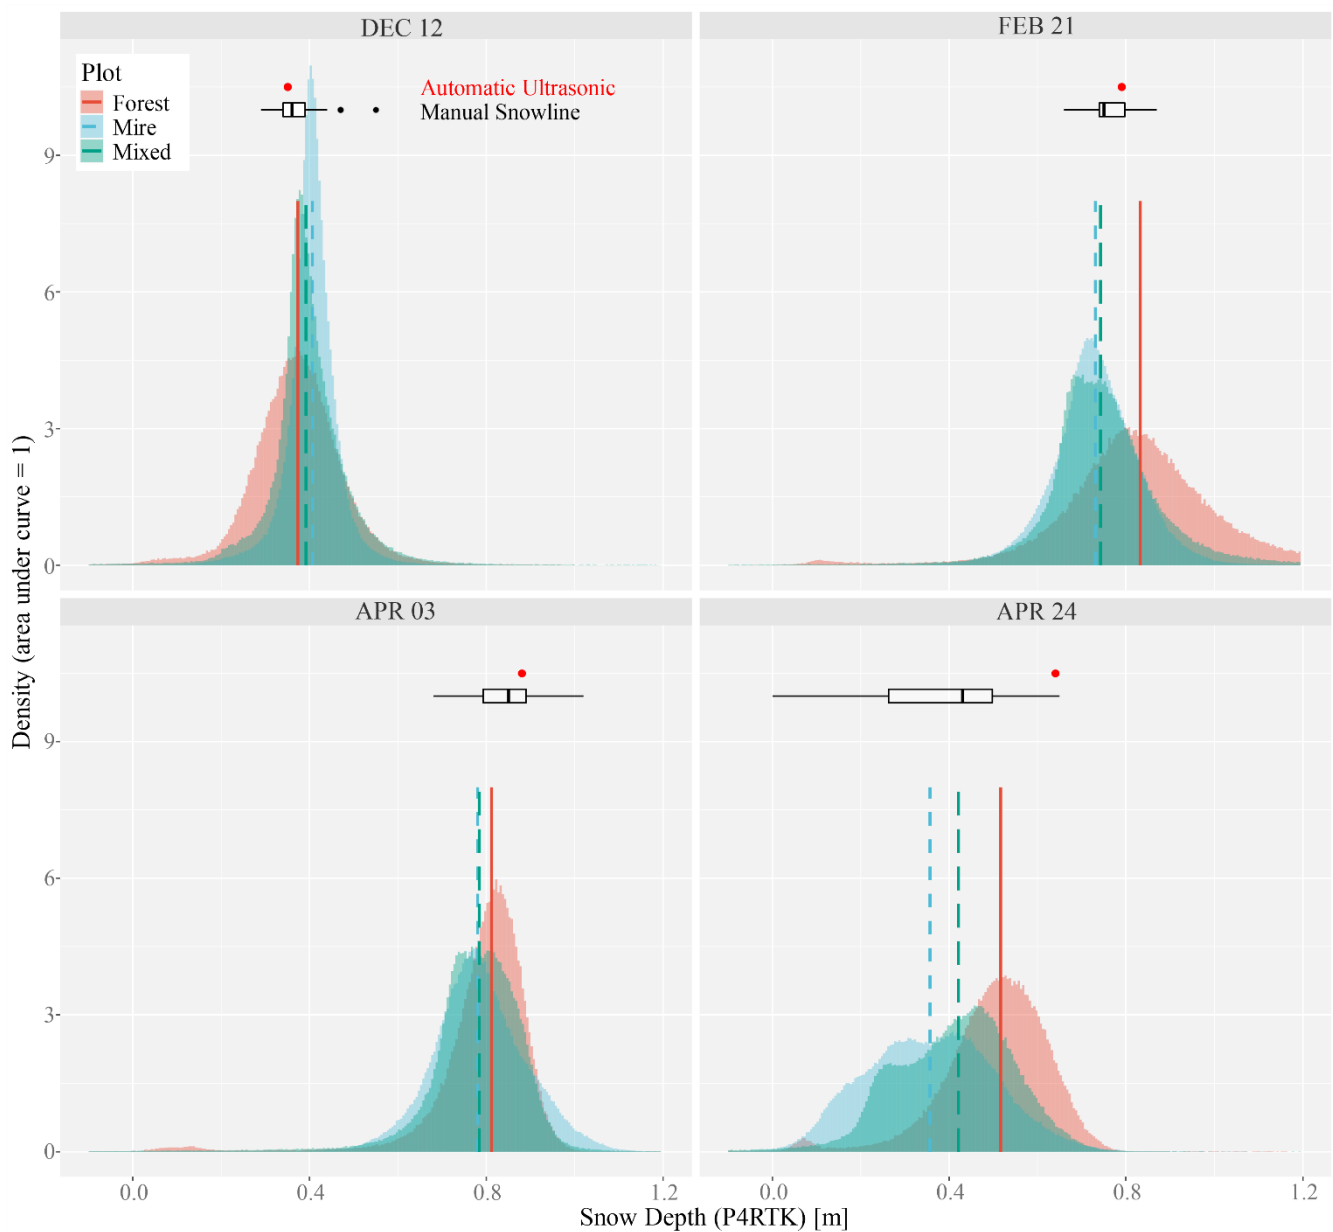 DEC 12
FEB 21
Plot
Forest
Mire
Mixed
Automatic Ultrasonic
Manual Snowline
9
6
3
0
APR 03
APR 24
9
6
3
0
Density (area under curve = 1)
0.0 0.4 0.8 1.2
0.0 0.4 0.8 1.2
Snow Depth (P4RTK) [m]